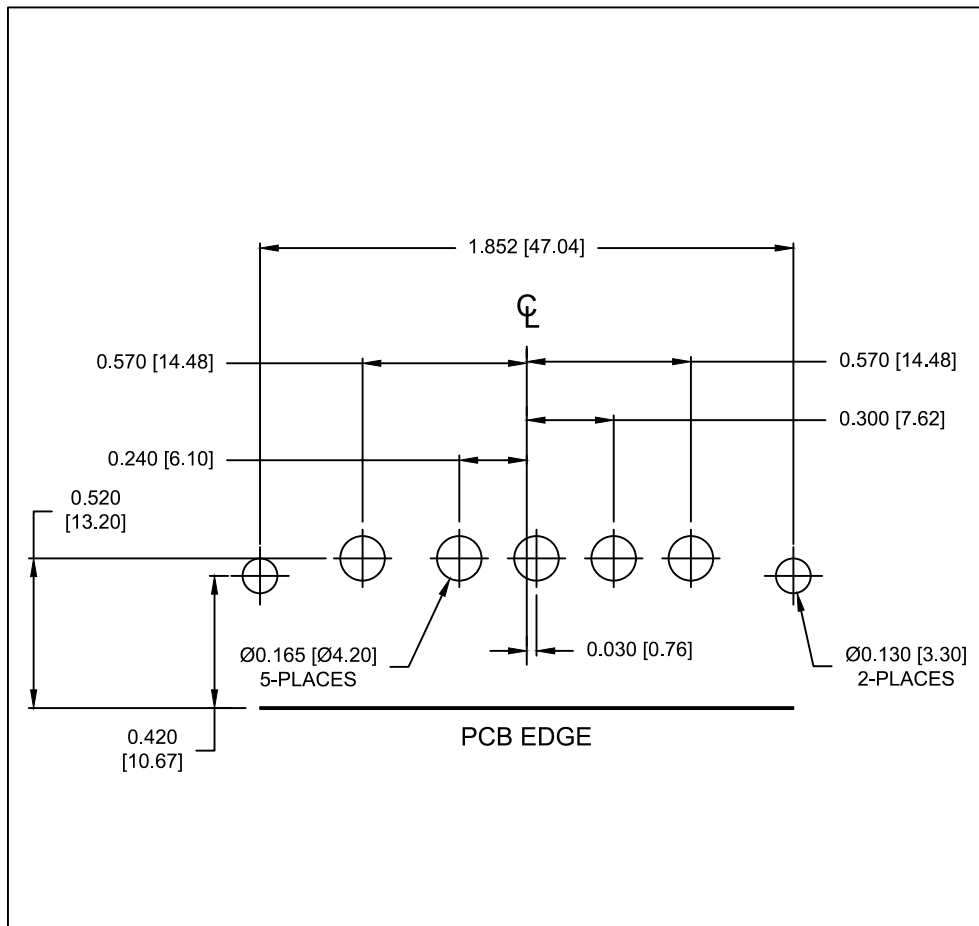 1.852 [47.04]
℄
0.570 [14.48]
0.570 [14.48]
0.300 [7.62]
0.240 [6.10]
0.520
[13.20]
Ø0.165 [Ø4.20]
5-PLACES
0.030 [0.76]
Ø0.130 [3.30]
2-PLACES
0.420
[10.67]
PCB EDGE